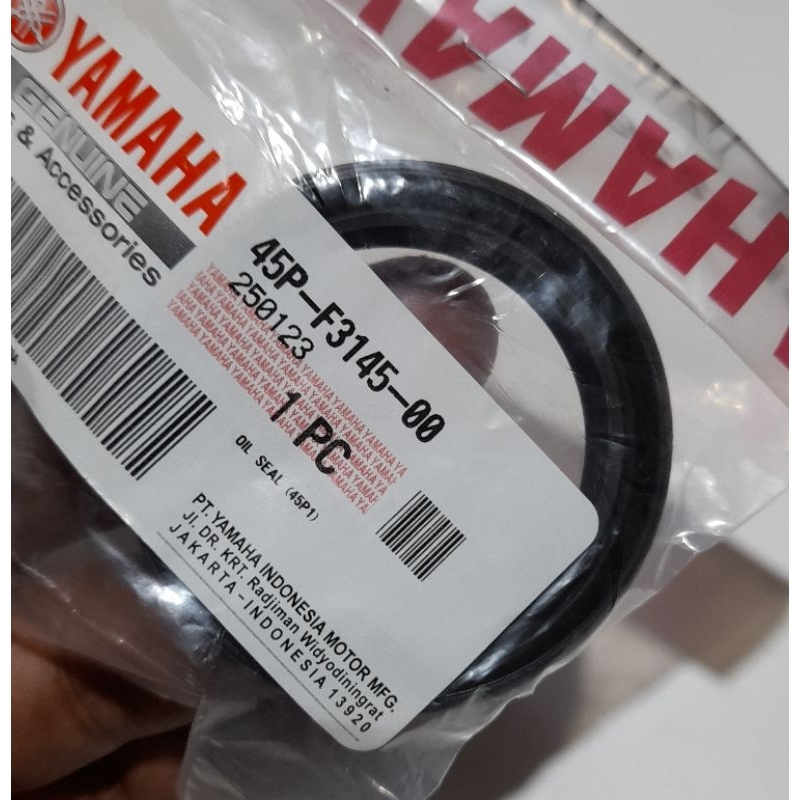 YAMAHA
GENUINE
& Accessories
45P-F3145-00
250123
1 PC
OIL SEAL (45P1)
PT. YAMAHA INDONESIA MOTOR MFG.
Jl. DR. KRT. Radjiman Widyodiningrat
JAKARTA - INDONESIA 13920